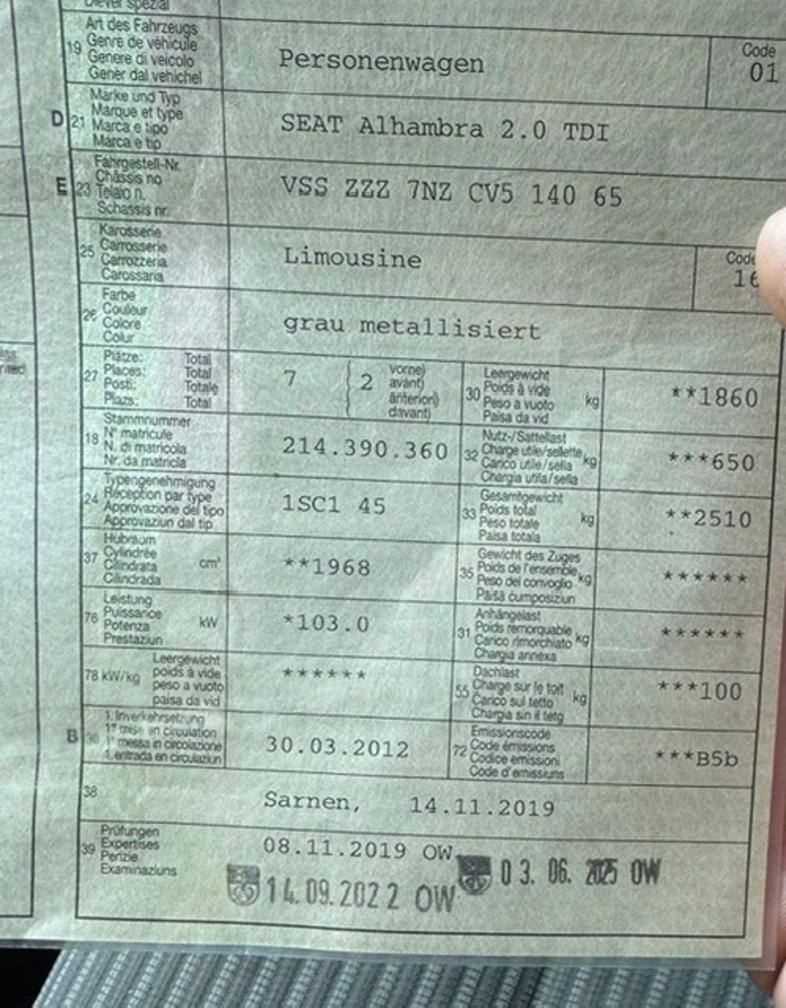 19 Art des Fahrzeugs
Genre de véhicule
Genere di veicolo
Gener dal vehichel
Personenwagen
Code
01
D 21 Marke und Typ
Marque et type
Marca e tipo
Marca e tip
SEAT Alhambra 2.0 TDI
E 23 Fahrgestell-Nr.
Châssis no
Telaio n.
Schassis nr.
VSS ZZZ 7NZ CV5 140 65
25 Karosserie
Carrosserie
Carrozzeria
Carossaria
Limousine
Code
16
26 Farbe
Couleur
Colore
Colur
grau metallisiert
27 Plätze: Total
Places: Total
Posti: Totale
Plazs: Total
7
2 vorne)
avant)
anteriori)
davant)
30 Leergewicht
Poids à vide
Peso a vuoto
Paisa da vid
kg
**1860
18 Stammnummer
N° matricule
N. di matricola
Nr. da matricla
214.390.360
32 Nutz-/Sattellast
Charge utile/sellette
Carico utile/sella
Chargia utila/sella
kg
***650
24 Typengenehmigung
Réception par type
Approvazione del tipo
Approvaziun dal tip
1SC1 45
33 Gesamtgewicht
Poids total
Peso totale
Paisa totala
kg
**2510
37 Hubraum
Cylindrée
Cilindrata
Cilindrada
cm³
**1968
35 Gewicht des Zuges
Poids de l'ensemble
Peso del convoglio
Paisa cumposiziun
kg
******
76 Leistung
Puissance
Potenza
Prestaziun
kW
*103.0
31 Anhängelast
Poids remorquable
Carico rimorchiato
Chargia annexa
kg
******
78 kW/kg Leergewicht
poids à vide
peso a vuoto
paisa da vid
******
55 Dachlast
Charge sur le toit
Carico sul tetto
Chargia sin il tetg
kg
***100
B 36 1. Inverkehrsetzung
1re mise en circulation
1a messa in circolazione
1. entrada en circulaziun
30.03.2012
72 Emissionscode
Code émissions
Codice emissioni
Code d'emissiuns
***B5b
38
Sarnen, 14.11.2019
39 Prüfungen
Expertises
Perizie
Examinaziuns
08.11.2019 OW
14.09.2022 OW
03.06.2025 OW